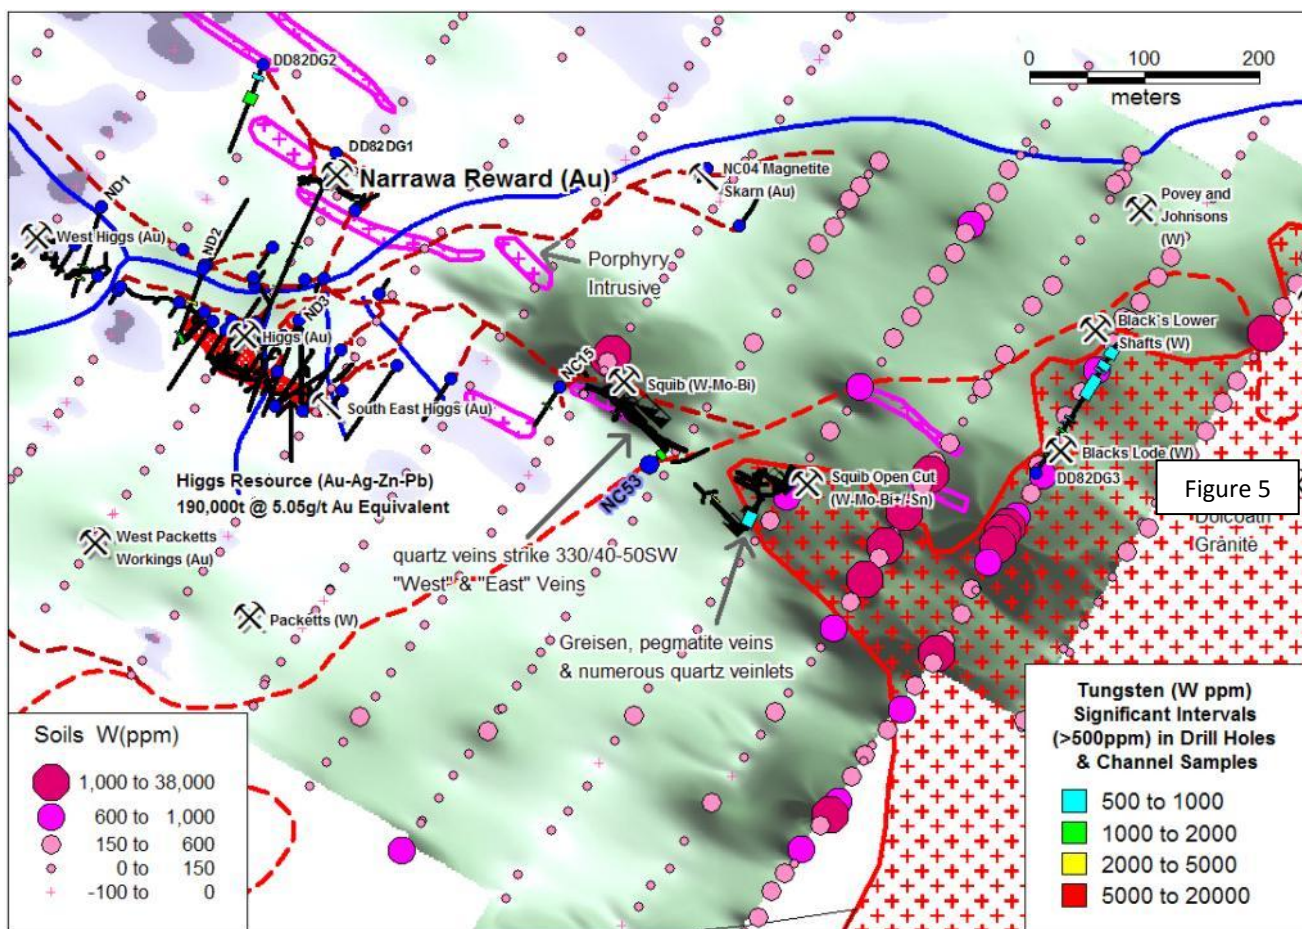 DD82DG2
0 200
meters
DD82DG1
Narrawa Reward (Au)
NC04 Magnetite
Skarn (Au)
ND1
Povey and
Johnsons
(W)
West Higgs (Au)
ND2
Porphyry
Intrusive
ND3
Higgs (Au)
Black's Lower
Shafts (W)
NC15
Squib (W-Mo-Bi)
South East Higgs (Au)
Blacks Lode (W)
Higgs Resource (Au-Ag-Zn-Pb)
190,000t @ 5.05g/t Au Equivalent
NC53
Squib Open Cut
(W-Mo-Bi+/-Sn)
DD82DG3
Figure 5
Dolcoath
Granite
West Packetts
Workings (Au)
quartz veins strike 330/40-50SW
"West" & "East" Veins
Packetts (W)
Greisen, pegmatite veins
& numerous quartz veinlets
Soils W(ppm)
1,000 to 38,000
600 to 1,000
150 to 600
0 to 150
-100 to 0
Tungsten (W ppm)
Significant Intervals
(>500ppm) in Drill Holes
& Channel Samples
500 to 1000
1000 to 2000
2000 to 5000
5000 to 20000